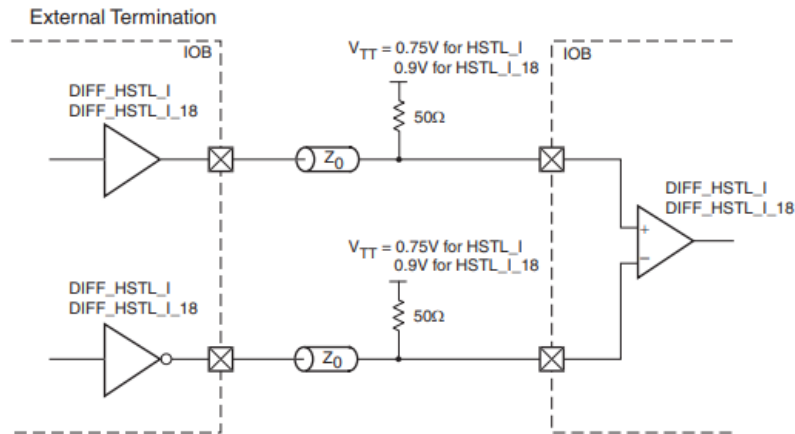 External Termination
IOB
V_TT = 0.75V for HSTL_I
0.9V for HSTL_I_18
IOB
DIFF_HSTL_I
DIFF_HSTL_I_18
50Ω
Z0
DIFF_HSTL_I
DIFF_HSTL_I_18
+
−
V_TT = 0.75V for HSTL_I
0.9V for HSTL_I_18
DIFF_HSTL_I
DIFF_HSTL_I_18
50Ω
Z0